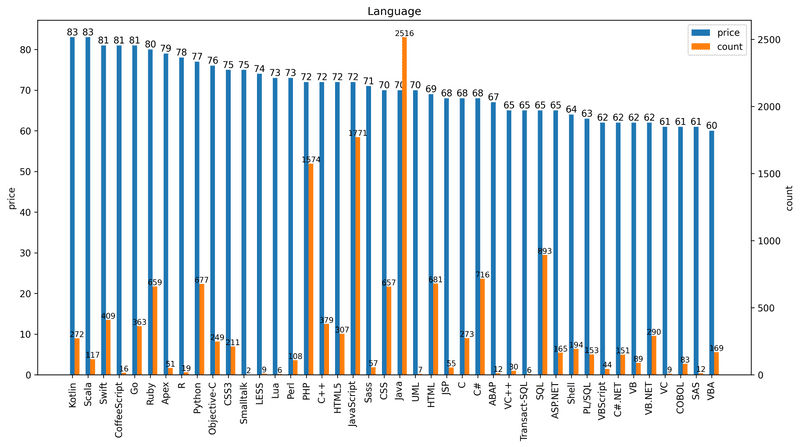 Language
price
count
83 83 81 81 81 80 79 78 77 76 75 75 74 73 73 72 72 72 72 71 70 70 70 69 68 68 68 67 65 65 65 65 64 63 62 62 62 62 61 61 61 60
272 117 409 16 363 659 51 19 677 249 211 2 9 6 108 1574 379 307 1771 57 657 2516 7 681 55 273 716 12 30 6 893 165 194 153 44 151 89 290 9 83 12 169
80
70
60
50
40
30
20
10
0
price
2500
2000
1500
1000
500
0
count
Kotlin Scala Swift CoffeeScript Go Ruby Apex R Python Objective-C CSS3 Smalltalk LESS Lua Perl PHP C++ HTML5 JavaScript Sass CSS Java UML HTML JSP C C# ABAP VC++ Transact-SQL SQL ASP.NET Shell PL/SQL VBScript C#.NET VB VB.NET VC COBOL SAS VBA